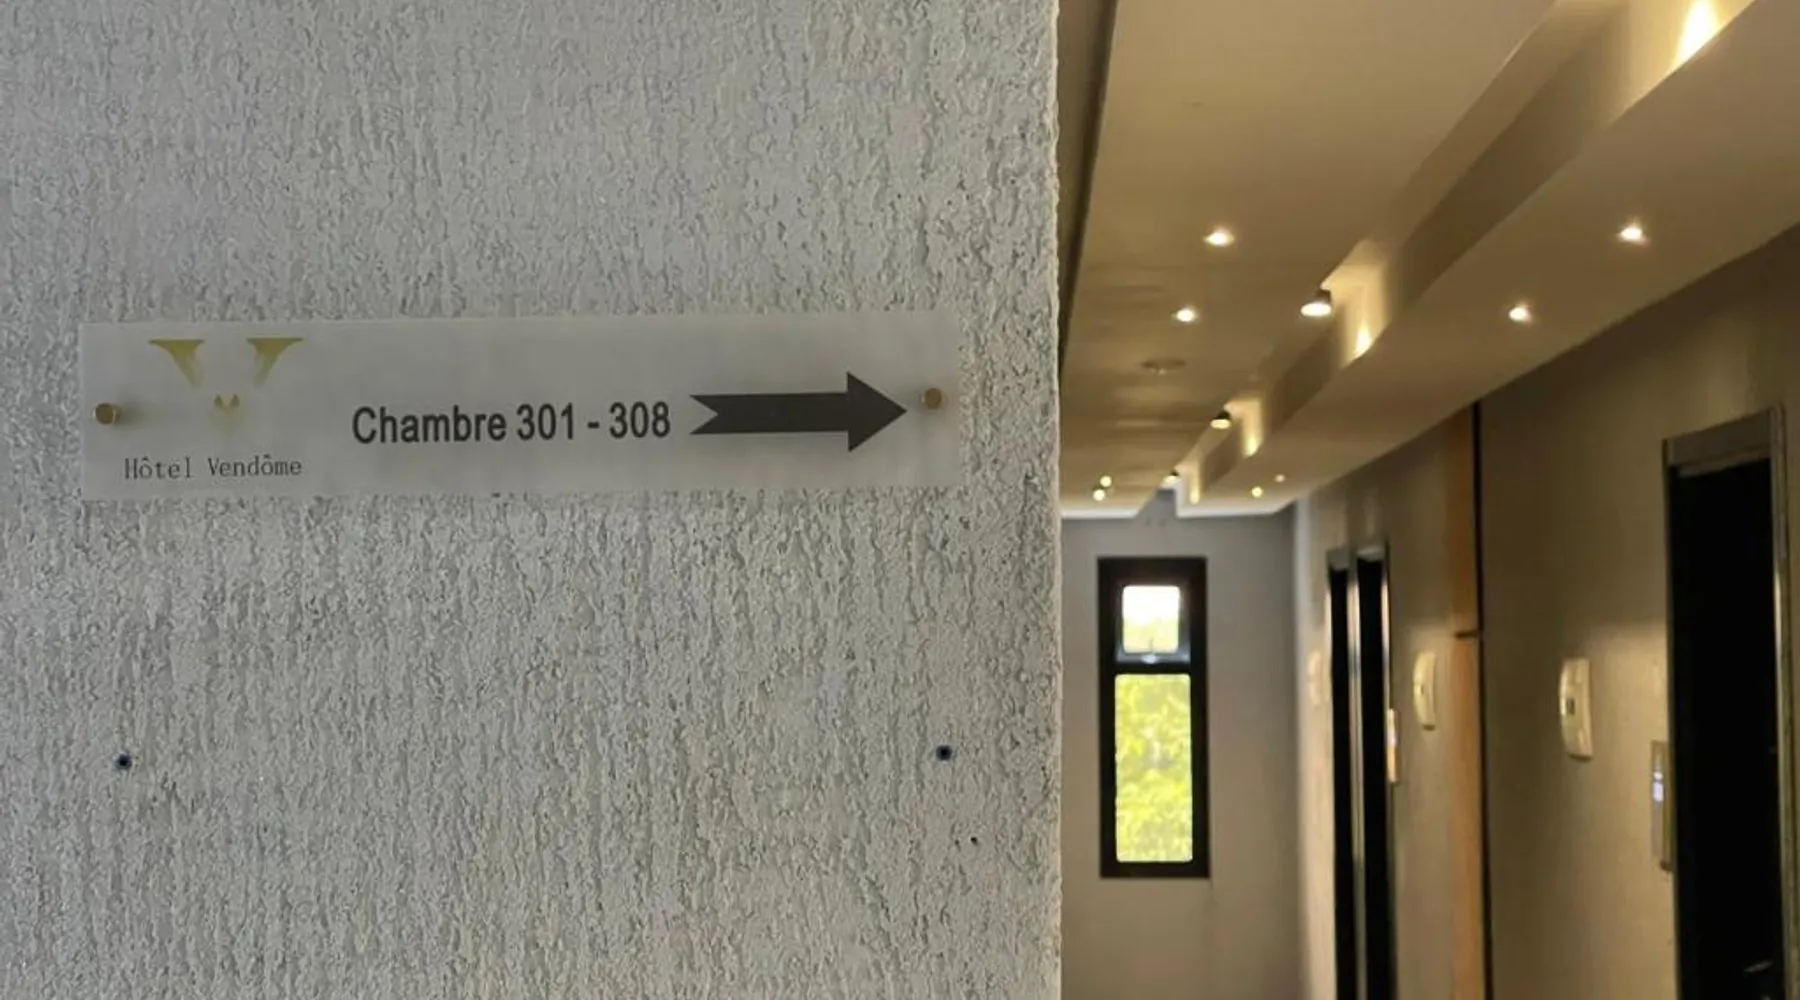 Chambre 301 - 308
Hôtel Vendôme